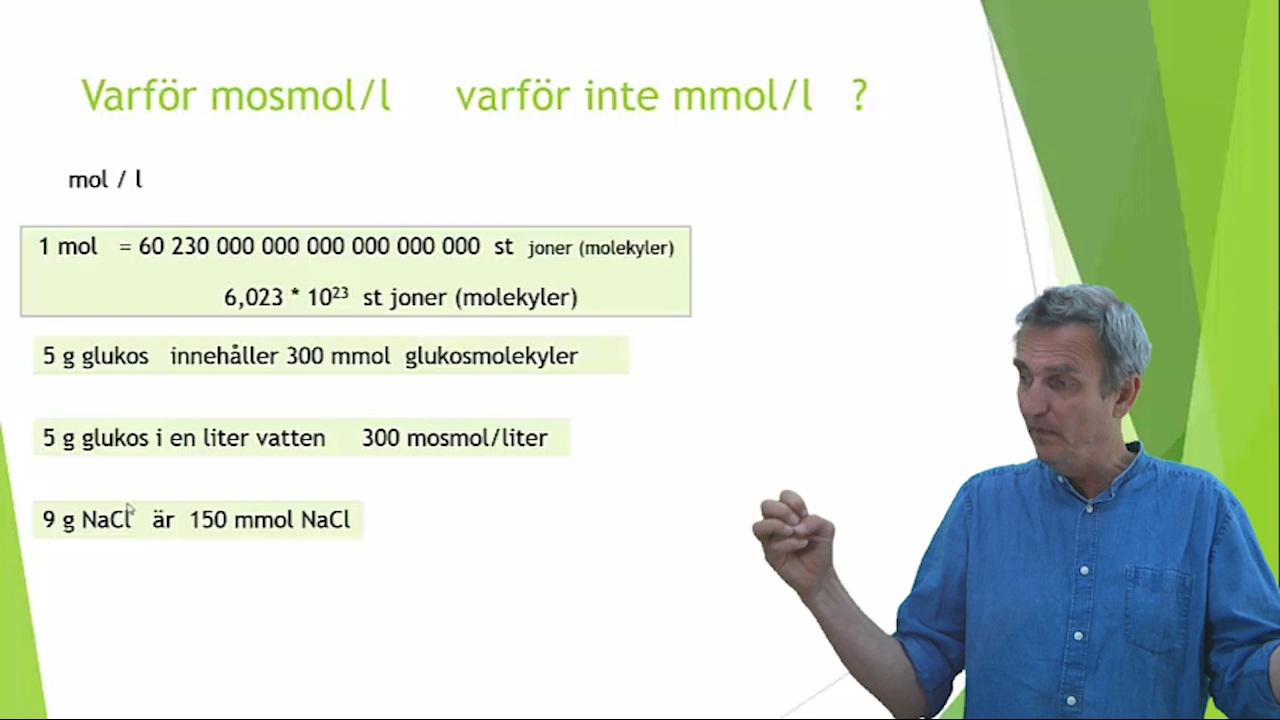 Varför mosmol/l varför inte mmol/l ?
mol / l
1 mol = 60 230 000 000 000 000 000 000 st joner (molekyler)
6,023 * 10²³ st joner (molekyler)
5 g glukos innehåller 300 mmol glukosmolekyler
5 g glukos i en liter vatten 300 mosmol/liter
9 g NaCl är 150 mmol NaCl